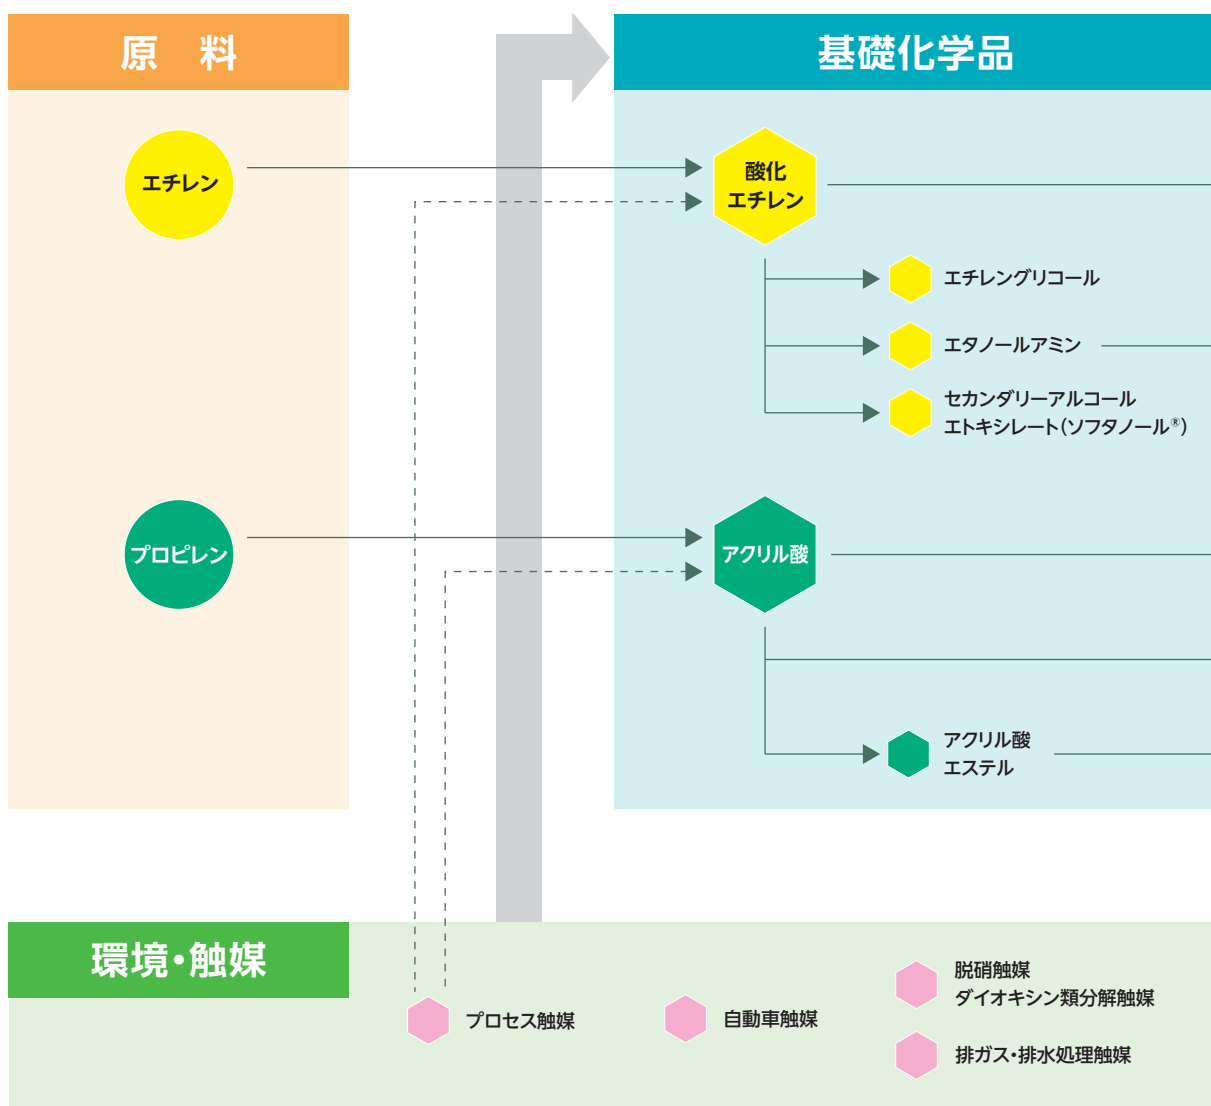 原　料
基礎化学品
エチレン
酸化
エチレン
エチレングリコール
エタノールアミン
セカンダリーアルコール
エトキシレート（ソフタノール®）
プロピレン
アクリル酸
アクリル酸
エステル
環境・触媒
プロセス触媒
自動車触媒
脱硝触媒
ダイオキシン類分解触媒
排ガス・排水処理触媒